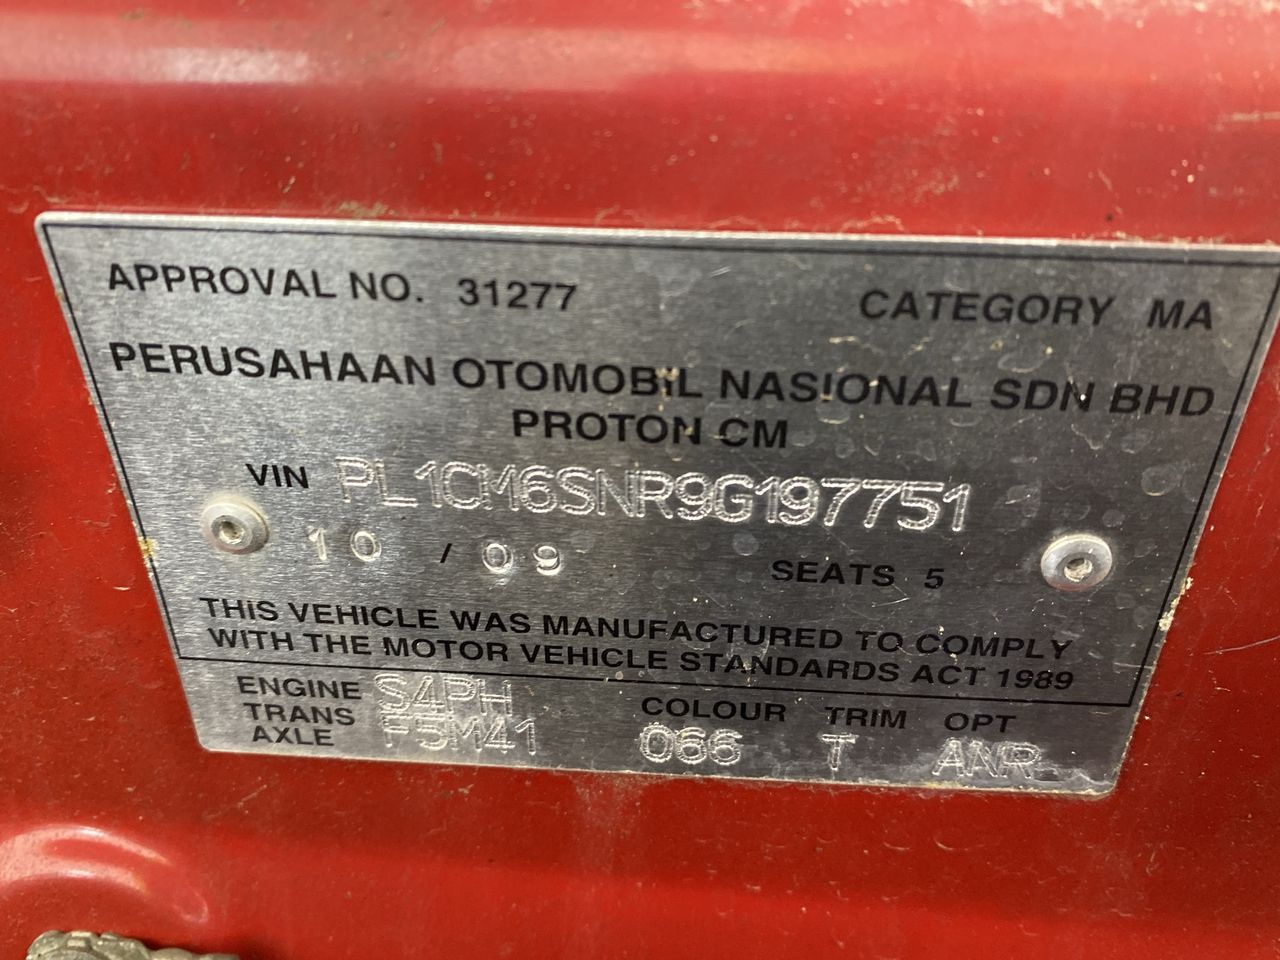 APPROVAL NO. 31277 CATEGORY MA
PERUSAHAAN OTOMOBIL NASIONAL SDN BHD
PROTON CM
VIN PL1CM6SNR9G197751
10 / 09 SEATS 5
THIS VEHICLE WAS MANUFACTURED TO COMPLY
WITH THE MOTOR VEHICLE STANDARDS ACT 1989
ENGINE S4PH COLOUR TRIM OPT
TRANS F5M41 066 T ANR
AXLE